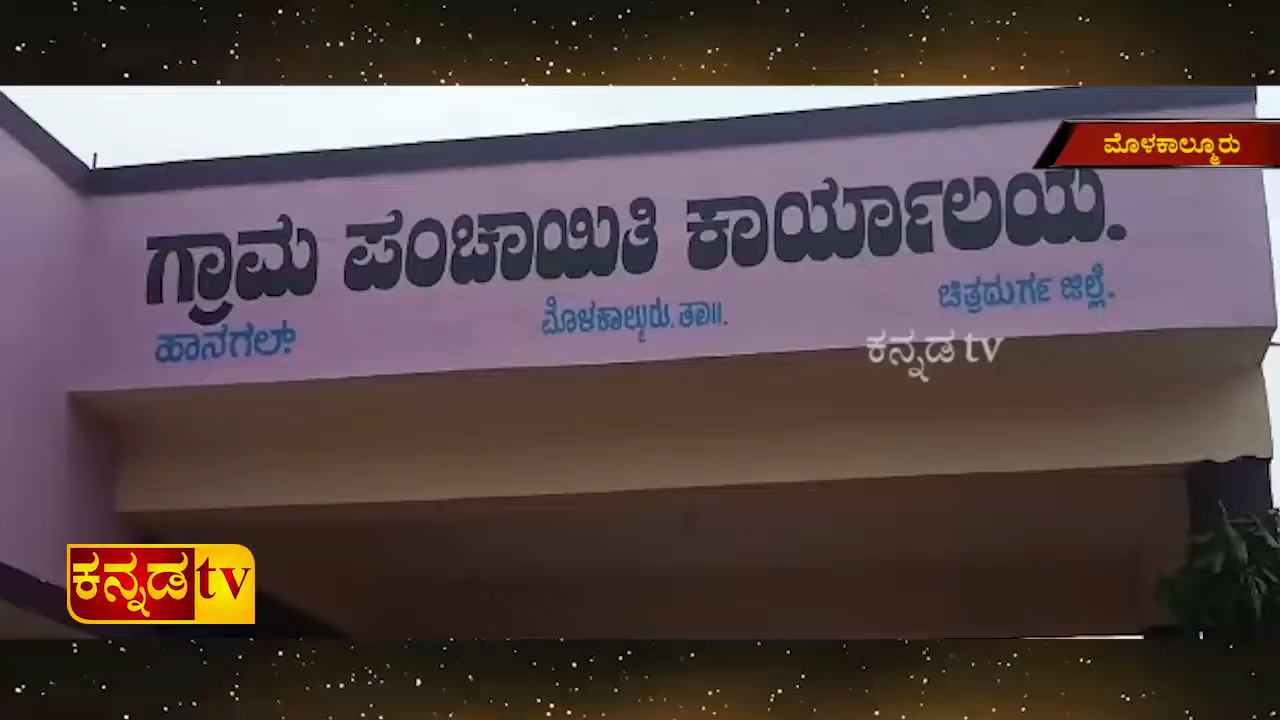 ಮೊಳಕಾಲ್ಮೂರು
ಗ್ರಾಮ ಪಂಚಾಯಿತಿ ಕಾರ್ಯಾಲಯ.
ಹಾನಗಲ್. ಮೊಳಕಾಲ್ಮುರು. ತಾ॥. ಚಿತ್ರದುರ್ಗ ಜಿಲ್ಲೆ.
ಕನ್ನಡ tv
ಕನ್ನಡ tv